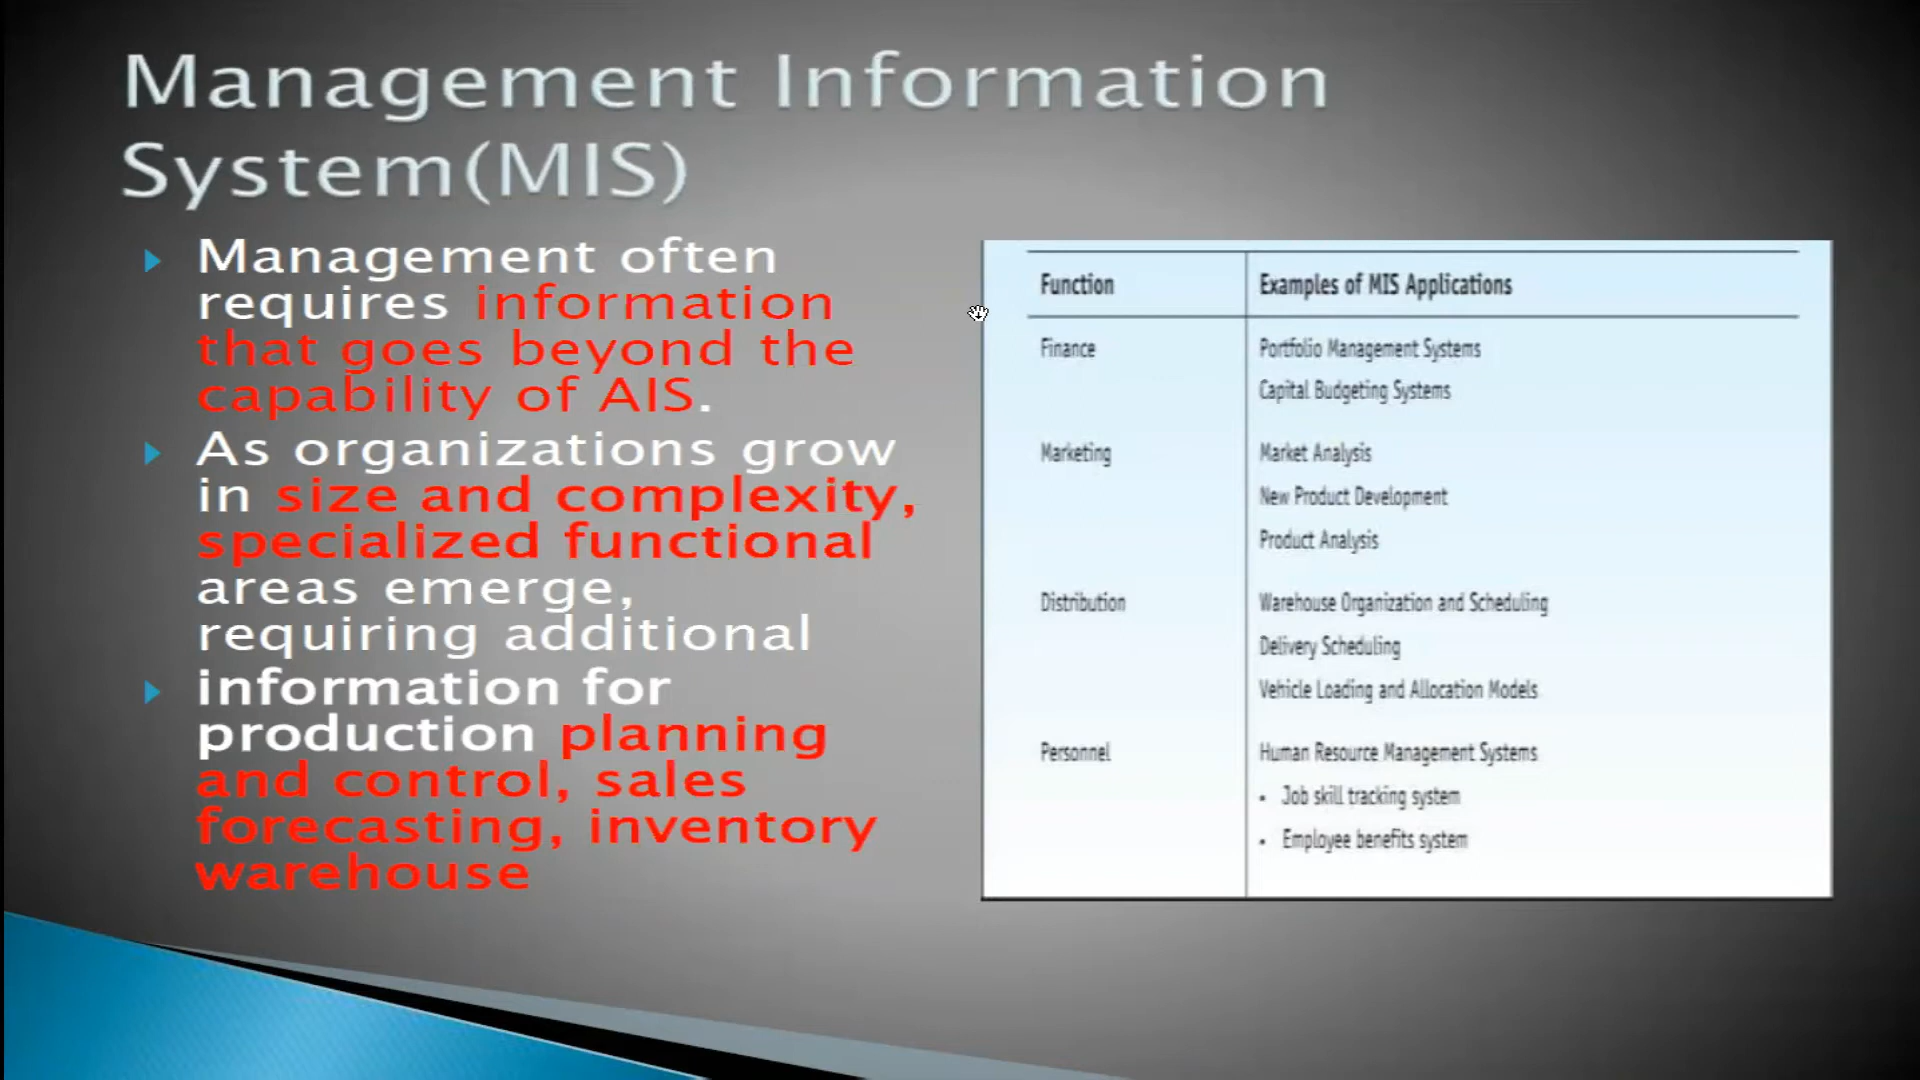 Management Information
System(MIS)
Management often
requires information
that goes beyond the
capability of AIS.
As organizations grow
in size and complexity,
specialized functional
areas emerge,
requiring additional
information for
production planning
and control, sales
forecasting, inventory
warehouse
Function Examples of MIS Applications
Finance Portfolio Management Systems
Capital Budgeting Systems
Marketing Market Analysis
New Product Development
Product Analysis
Distribution Warehouse Organization and Scheduling
Delivery Scheduling
Vehicle Loading and Allocation Models
Personnel Human Resource Management Systems
• Job skill tracking system
• Employee benefits system